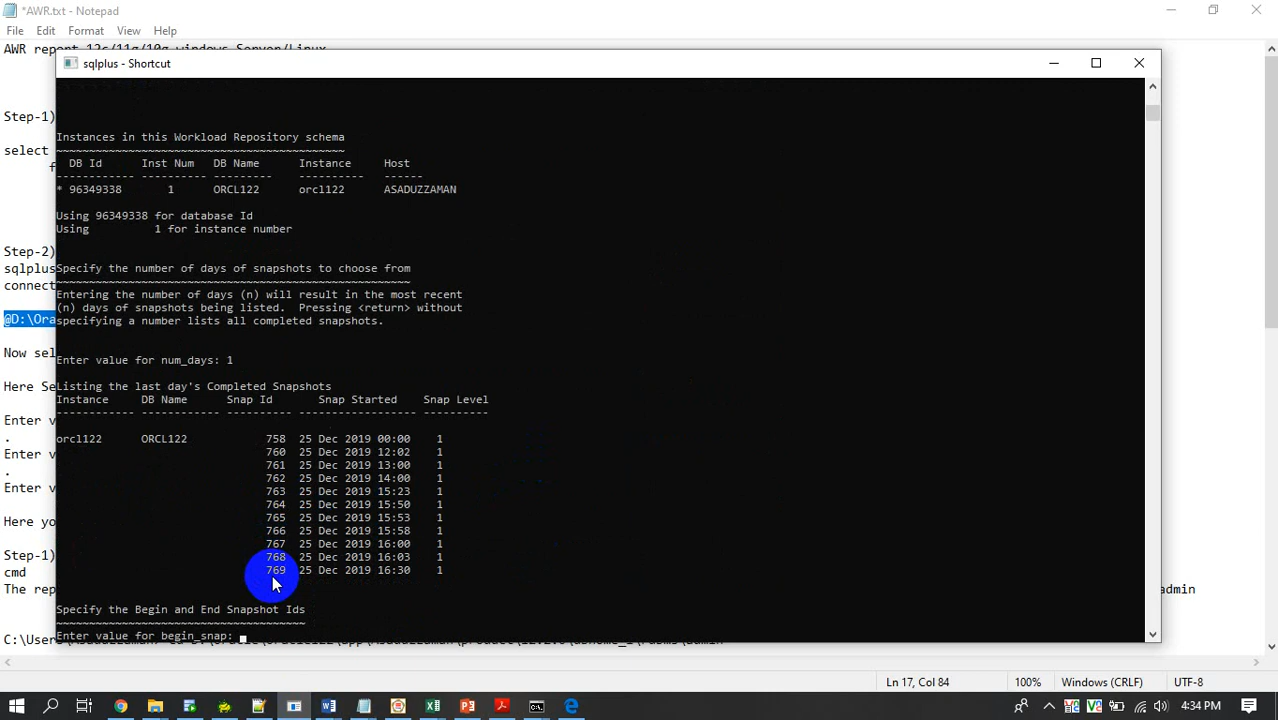 *AWR.txt - Notepad
File Edit Format View Help
AWR report 12c/11g/10g windows Server/Linux
sqlplus - Shortcut
Step-1)
select
f
Step-2)
sqlplus
connect
@D:\Ora
Now sel
Here Se
Enter v
.
Enter v
.
Enter v
Here yo
Step-1)
cmd
The rep
admin
Instances in this Workload Repository schema
~~~~~~~~~~~~~~~~~~~~~~~~~~~~~~~~~~~~~~~~~~~~
DB Id Inst Num DB Name Instance Host
------------ ---------- --------- ---------- ------
* 96349338 1 ORCL122 orcl122 ASADUZZAMAN
Using 96349338 for database Id
Using 1 for instance number
Specify the number of days of snapshots to choose from
~~~~~~~~~~~~~~~~~~~~~~~~~~~~~~~~~~~~~~~~~~~~~~~~~~~~~~
Entering the number of days (n) will result in the most recent
(n) days of snapshots being listed. Pressing <return> without
specifying a number lists all completed snapshots.
Enter value for num_days: 1
Listing the last day's Completed Snapshots
Instance DB Name Snap Id Snap Started Snap Level
------------ ------------ ---------- ------------------ ----------
orcl122 ORCL122 758 25 Dec 2019 00:00 1
760 25 Dec 2019 12:02 1
761 25 Dec 2019 13:00 1
762 25 Dec 2019 14:00 1
763 25 Dec 2019 15:23 1
764 25 Dec 2019 15:50 1
765 25 Dec 2019 15:53 1
766 25 Dec 2019 15:58 1
767 25 Dec 2019 16:00 1
768 25 Dec 2019 16:03 1
769 25 Dec 2019 16:30 1
Specify the Begin and End Snapshot Ids
~~~~~~~~~~~~~~~~~~~~~~~~~~~~~~~~~~~~~~
Enter value for begin_snap:
C:\Users
Ln 17, Col 84 100% Windows (CRLF) UTF-8
4:34 PM